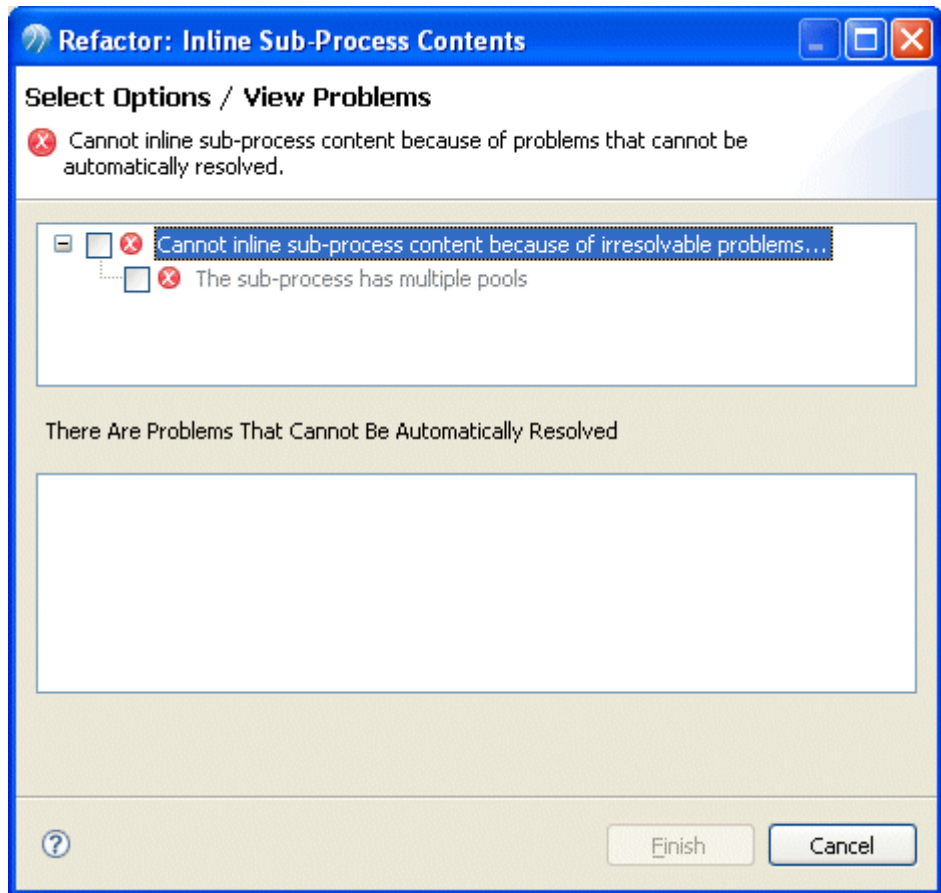 Refactor: Inline Sub-Process Contents
Select Options / View Problems
Cannot inline sub-process content because of problems that cannot be
automatically resolved.
Cannot inline sub-process content because of irresolvable problems...
The sub-process has multiple pools
There Are Problems That Cannot Be Automatically Resolved
Finish
Cancel